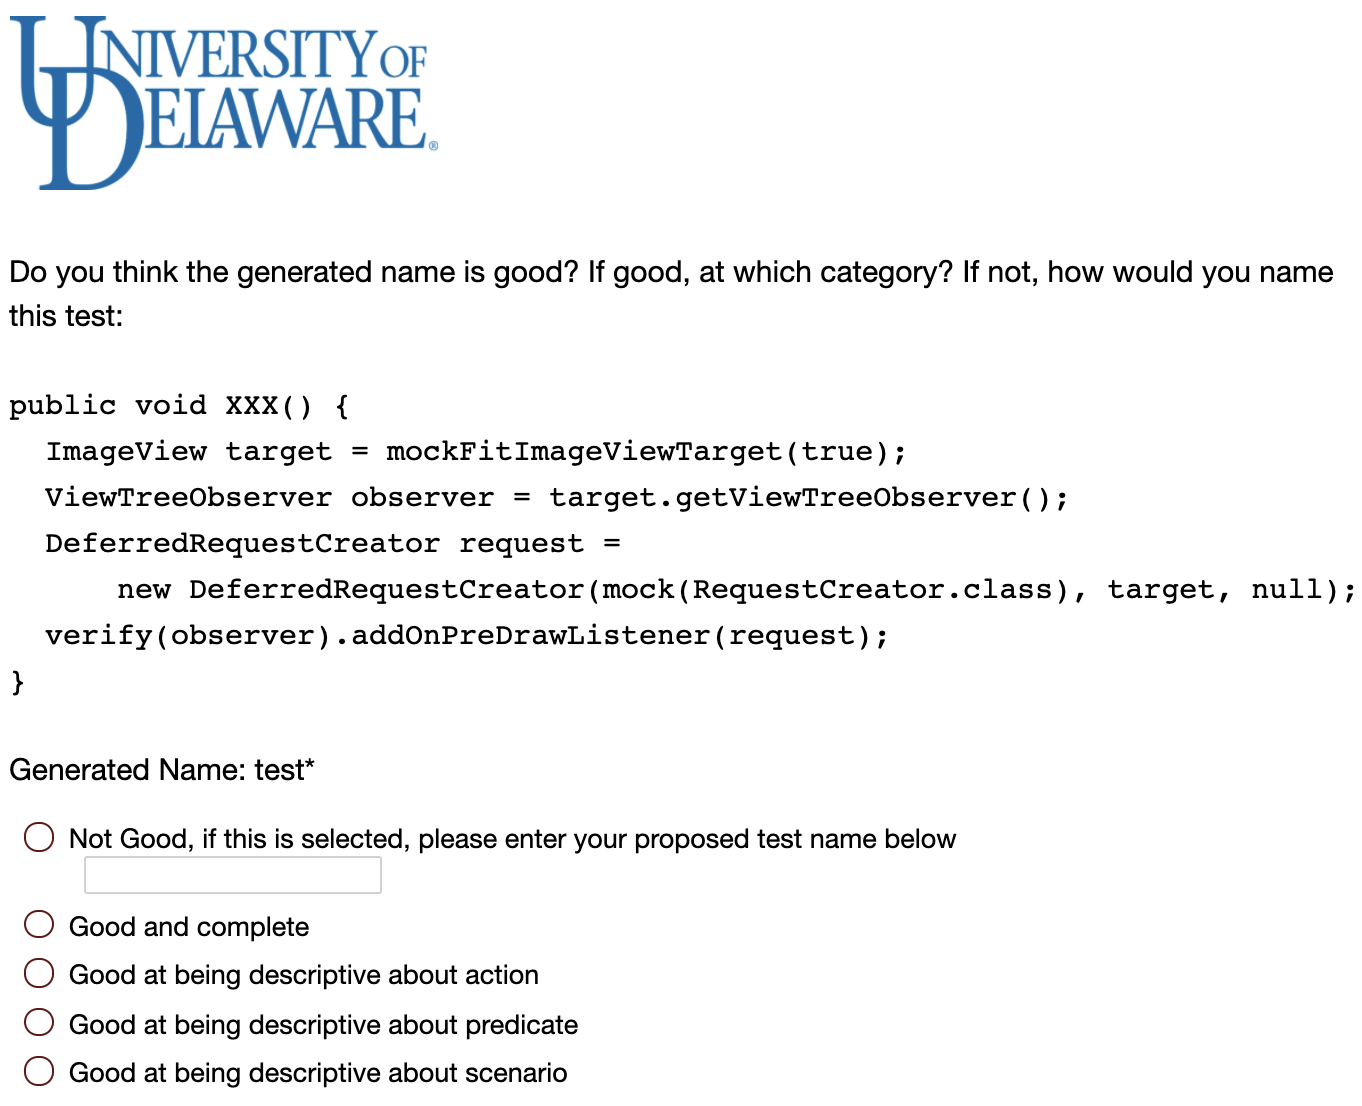 UNIVERSITY OF
DELAWARE®
Do you think the generated name is good? If good, at which category? If not, how would you name
this test:
public void XXX() {
  ImageView target = mockFitImageViewTarget(true);
  ViewTreeObserver observer = target.getViewTreeObserver();
  DeferredRequestCreator request =
      new DeferredRequestCreator(mock(RequestCreator.class), target, null);
  verify(observer).addOnPreDrawListener(request);
}
Generated Name: test*
Not Good, if this is selected, please enter your proposed test name below
Good and complete
Good at being descriptive about action
Good at being descriptive about predicate
Good at being descriptive about scenario